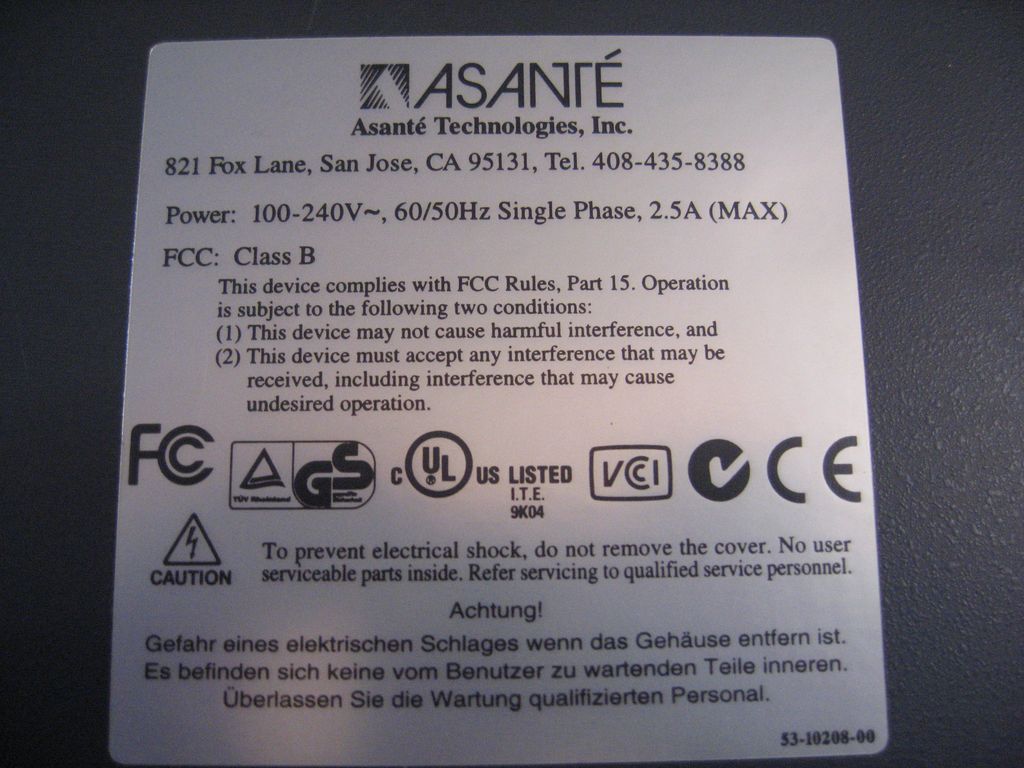 ASANTÉ
Asanté Technologies, Inc.
821 Fox Lane, San Jose, CA 95131, Tel. 408-435-8388
Power: 100-240V~, 60/50Hz Single Phase, 2.5A (MAX)
FCC: Class B
This device complies with FCC Rules, Part 15. Operation
is subject to the following two conditions:
(1) This device may not cause harmful interference, and
(2) This device must accept any interference that may be
received, including interference that may cause
undesired operation.
FCC TÜV Rheinland GS geprüfte Sicherheit C UL ® US LISTED VCCI CE
I.T.E.
9K04
CAUTION
To prevent electrical shock, do not remove the cover. No user
serviceable parts inside. Refer servicing to qualified service personnel.
Achtung!
Gefahr eines elektrischen Schlages wenn das Gehäuse entfern ist.
Es befinden sich keine vom Benutzer zu wartenden Teile inneren.
Überlassen Sie die Wartung qualifizierten Personal.
53-10208-00